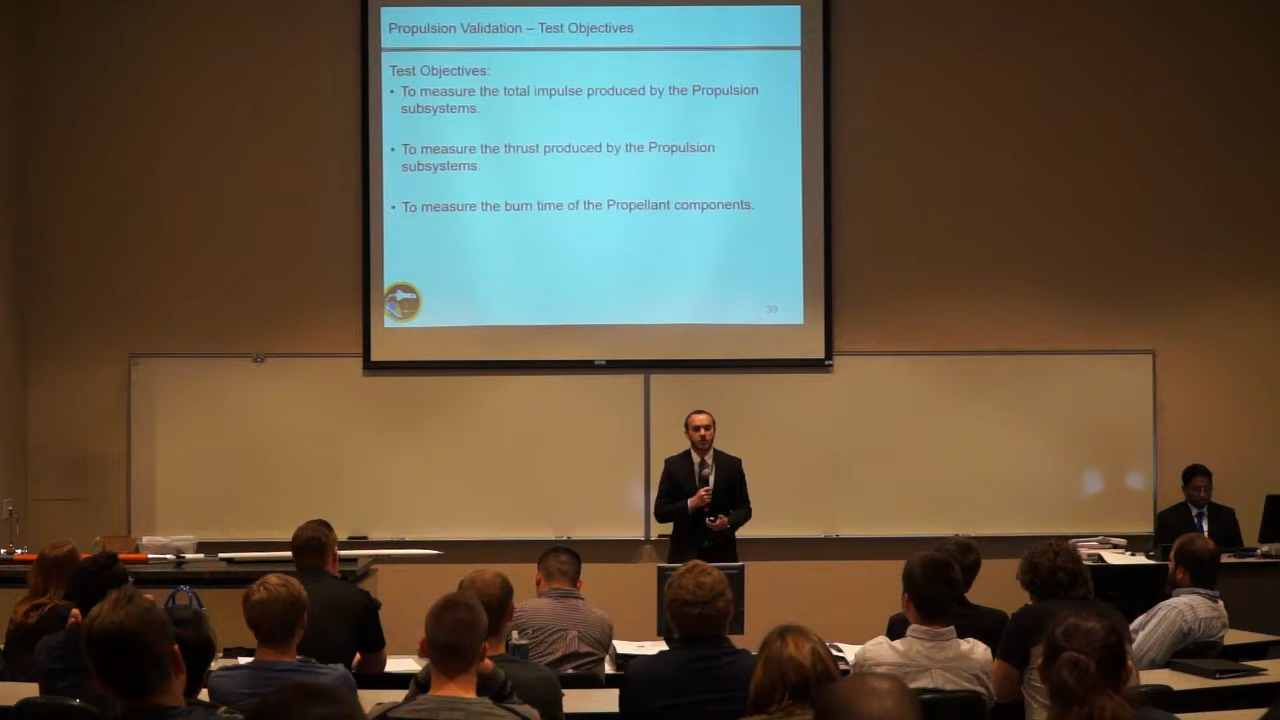 Propulsion Validation – Test Objectives
Test Objectives:
• To measure the total impulse produced by the Propulsion
subsystems.
• To measure the thrust produced by the Propulsion
subsystems.
• To measure the burn time of the Propellant components.
39